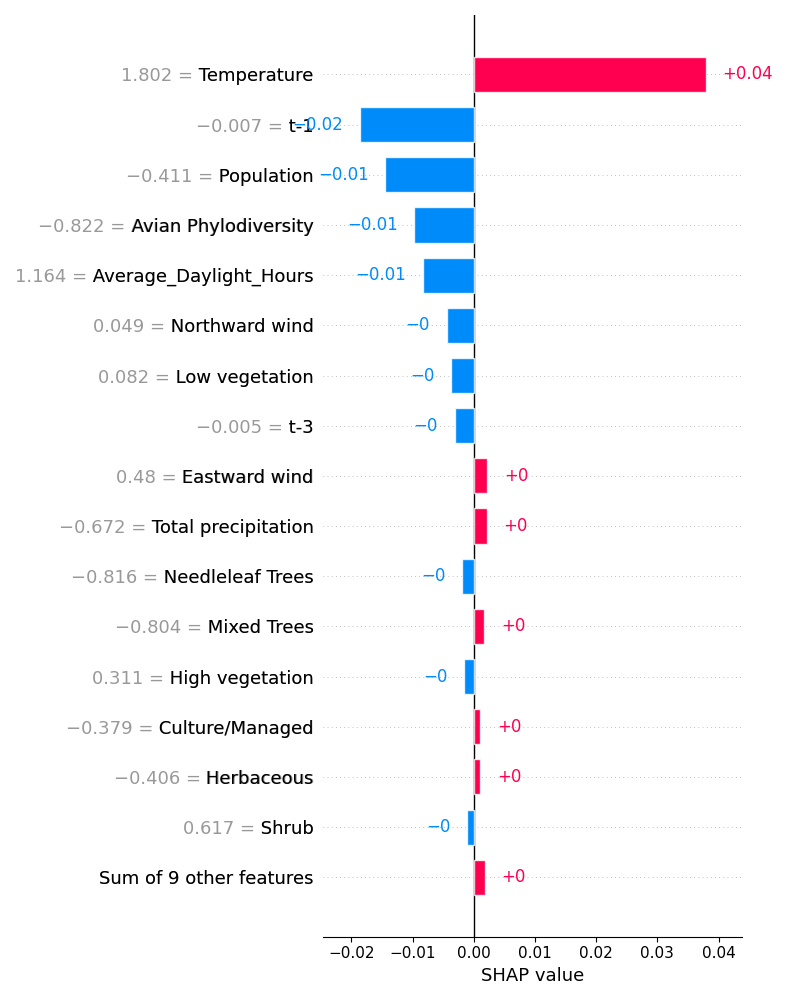 1.802 = Temperature +0.04
−0.007 = t-1 −0.02
−0.411 = Population −0.01
−0.822 = Avian Phylodiversity −0.01
1.164 = Average_Daylight_Hours −0.01
0.049 = Northward wind −0
0.082 = Low vegetation −0
−0.005 = t-3 −0
0.48 = Eastward wind +0
−0.672 = Total precipitation +0
−0.816 = Needleleaf Trees −0
−0.804 = Mixed Trees +0
0.311 = High vegetation −0
−0.379 = Culture/Managed +0
−0.406 = Herbaceous +0
0.617 = Shrub −0
Sum of 9 other features +0
−0.02 −0.01 0.00 0.01 0.02 0.03 0.04
SHAP value